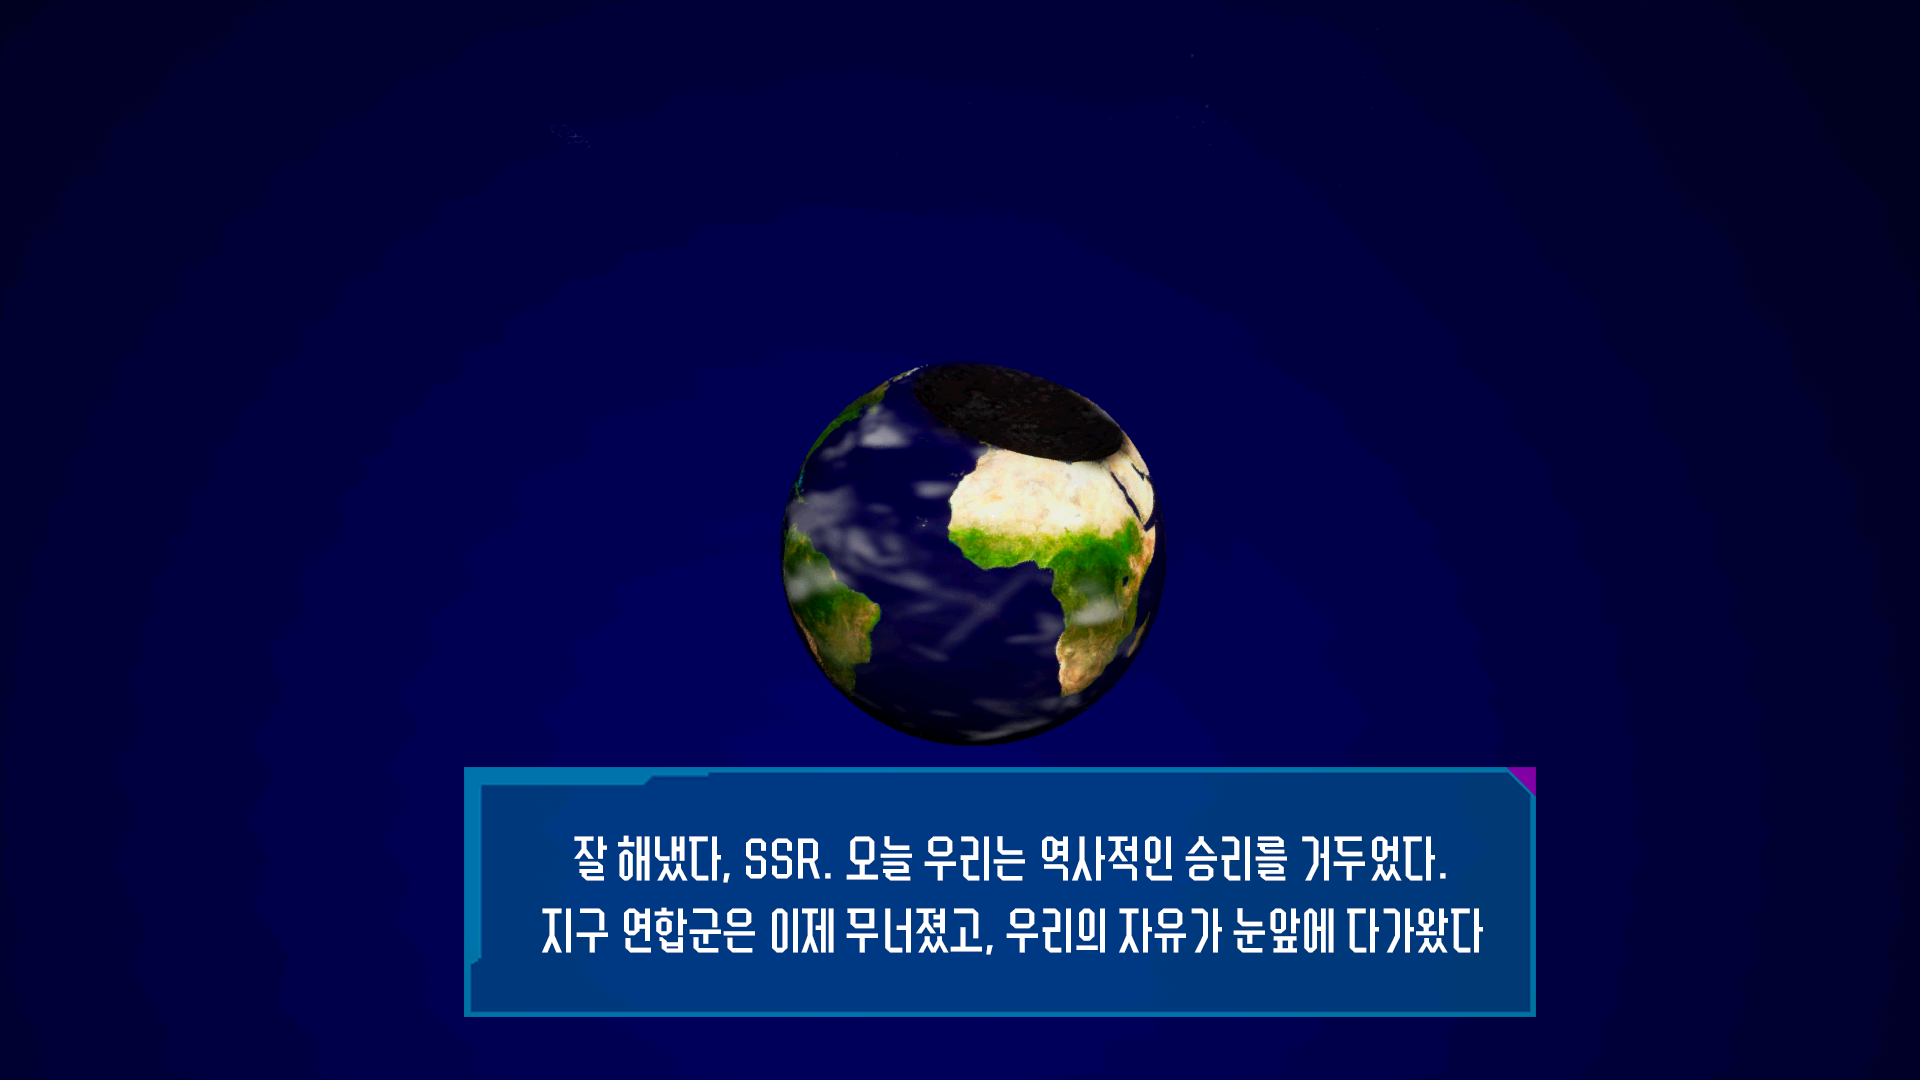 잘 해냈다, SSR. 오늘 우리는 역사적인 승리를 거두었다.
지구 연합군은 이제 무너졌고, 우리의 자유가 눈앞에 다가왔다